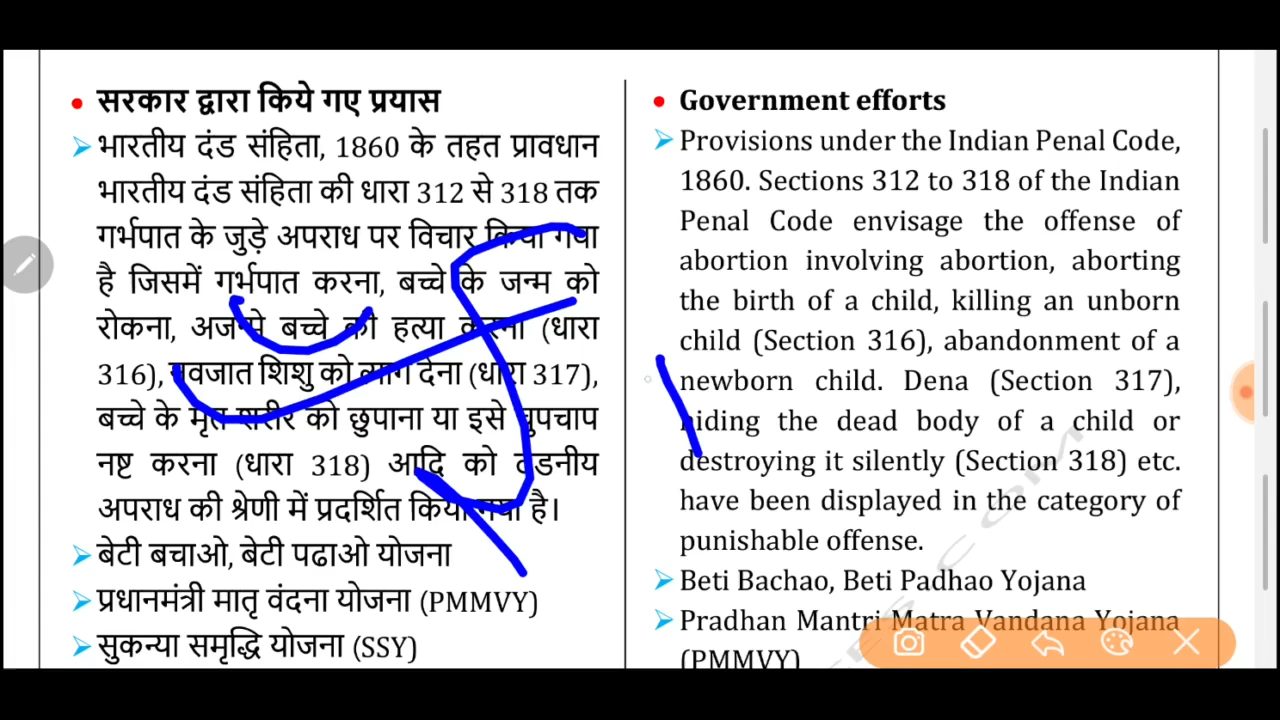 • सरकार द्वारा किये गए प्रयास
भारतीय दंड संहिता, 1860 के तहत प्रावधान
भारतीय दंड संहिता की धारा 312 से 318 तक
गर्भपात के जुड़े अपराध पर विचार किया गया
है जिसमें गर्भपात करना, बच्चे के जन्म को
रोकना, अजन्मे बच्चे की हत्या करना (धारा
316), नवजात शिशु को त्याग देना (धारा 317),
बच्चे के मृत शरीर को छुपाना या इसे चुपचाप
नष्ट करना (धारा 318) आदि को दंडनीय
अपराध की श्रेणी में प्रदर्शित किया गया है।
बेटी बचाओ, बेटी पढाओ योजना
प्रधानमंत्री मातृ वंदना योजना (PMMVY)
सुकन्या समृद्धि योजना (SSY)
• Government efforts
Provisions under the Indian Penal Code,
1860. Sections 312 to 318 of the Indian
Penal Code envisage the offense of
abortion involving abortion, aborting
the birth of a child, killing an unborn
child (Section 316), abandonment of a
newborn child. Dena (Section 317),
hiding the dead body of a child or
destroying it silently (Section 318) etc.
have been displayed in the category of
punishable offense.
Beti Bachao, Beti Padhao Yojana
Pradhan Mantri Matra Vandana Yojana
(PMMVY)